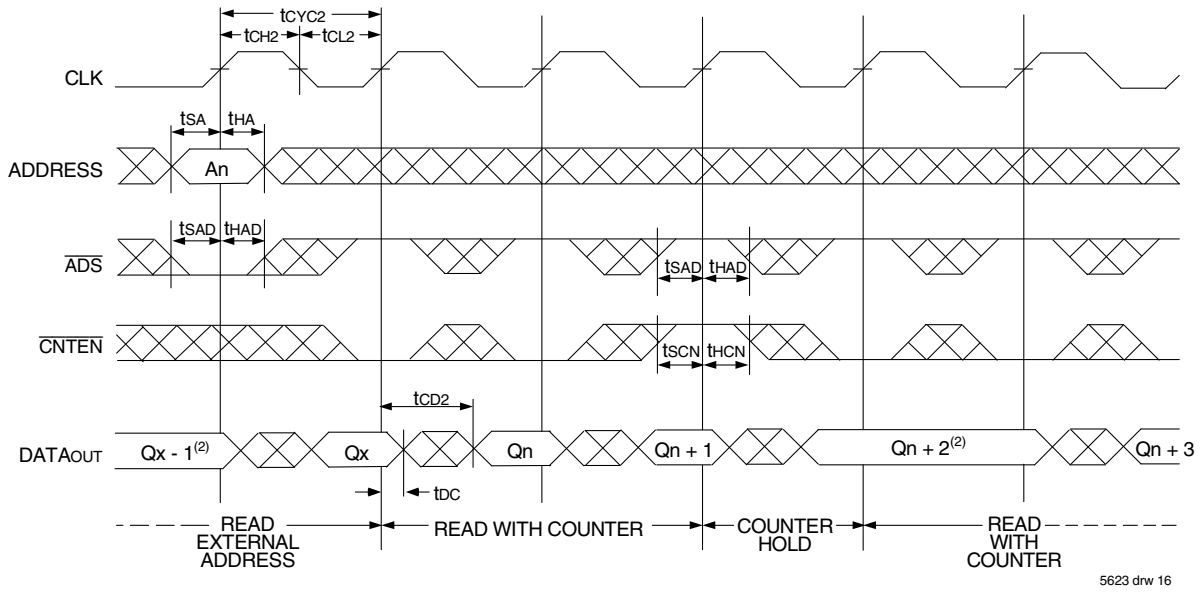 tCYC2
tCH2 tCL2
CLK
tSA tHA
ADDRESS An
tSAD tHAD
ADS
tSAD tHAD
CNTEN
tSCN tHCN
tCD2
DATAOUT Qx - 1(2) Qx Qn Qn + 1 Qn + 2(2) Qn + 3
tDC
READ EXTERNAL ADDRESS
READ WITH COUNTER
COUNTER HOLD
READ WITH COUNTER
5623 drw 16